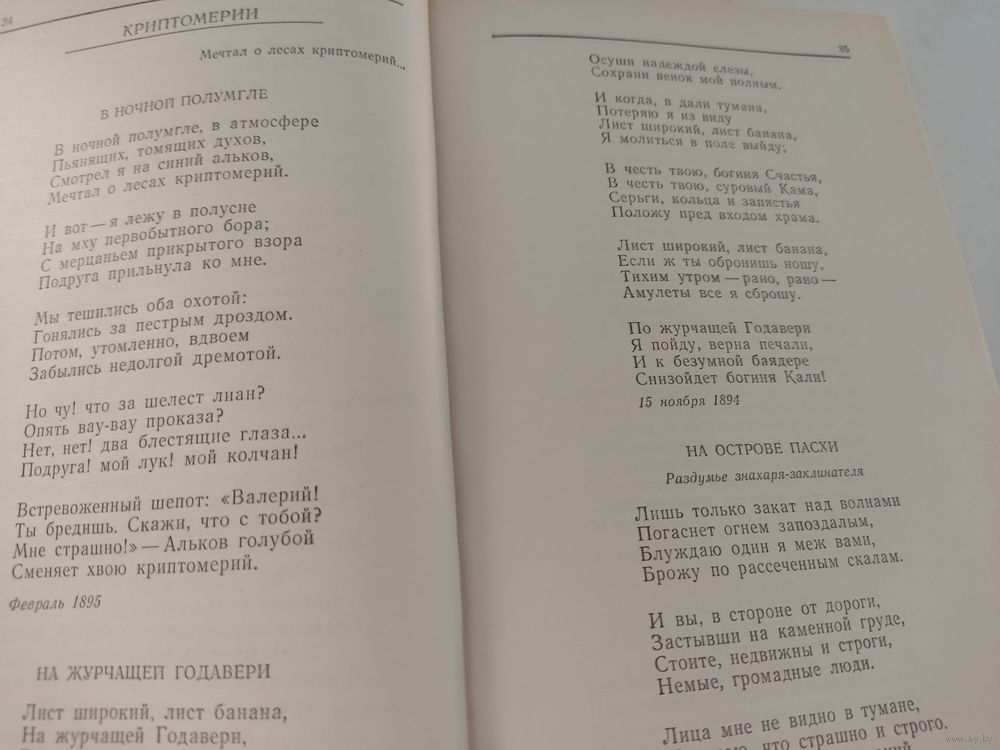 34
КРИПТОМЕРИИ
Мечтал о лесах криптомерий...
В НОЧНОЙ ПОЛУМГЛЕ
В ночной полумгле, в атмосфере
Пьянящих, томящих духов,
Смотрел я на синий альков,
Мечтал о лесах криптомерий.
И вот — я лежу в полусне
На мху первобытного бора;
С мерцаньем прикрытого взора
Подруга прильнула ко мне.
Мы тешились оба охотой:
Гонялись за пестрым дроздом.
Потом, утомленно, вдвоем
Забылись недолгой дремотой.
Но чу! что за шелест лиан?
Опять вау-вау проказа?
Нет, нет! два блестящие глаза...
Подруга! мой лук! мой колчан!
Встревоженный шепот: «Валерий!
Ты бредишь. Скажи, что с тобой?
Мне страшно!» — Альков голубой
Сменяет хвою криптомерий.
Февраль 1895
НА ЖУРЧАЩЕЙ ГОДАВЕРИ
Лист широкий, лист банана,
На журчащей Годавери,
35
Осуши надеждой слезы,
Сохрани венок мой полным.
И когда, в дали тумана,
Потеряю я из виду
Лист широкий, лист банана,
Я молиться в поле выйду;
В честь твою, богиня Счастья,
В честь твою, суровый Кама,
Серьги, кольца и запястья
Положу пред входом храма.
Лист широкий, лист банана,
Если ж ты обронишь ношу,
Тихим утром — рано, рано —
Амулеты все я сброшу.
По журчащей Годавери
Я пойду, верна печали,
И к безумной баядере
Снизойдет богиня Кали!
15 ноября 1894
НА ОСТРОВЕ ПАСХИ
Раздумье знахаря-заклинателя
Лишь только закат над волнами
Погаснет огнем запоздалым,
Блуждаю один я меж вами,
Брожу по рассеченным скалам.
И вы, в стороне от дороги,
Застывши на каменной груде,
Стоите, недвижны и строги,
Немые, громадные люди.
Лица мне не видно в тумане,
что страшно и строго.
www.ay.by